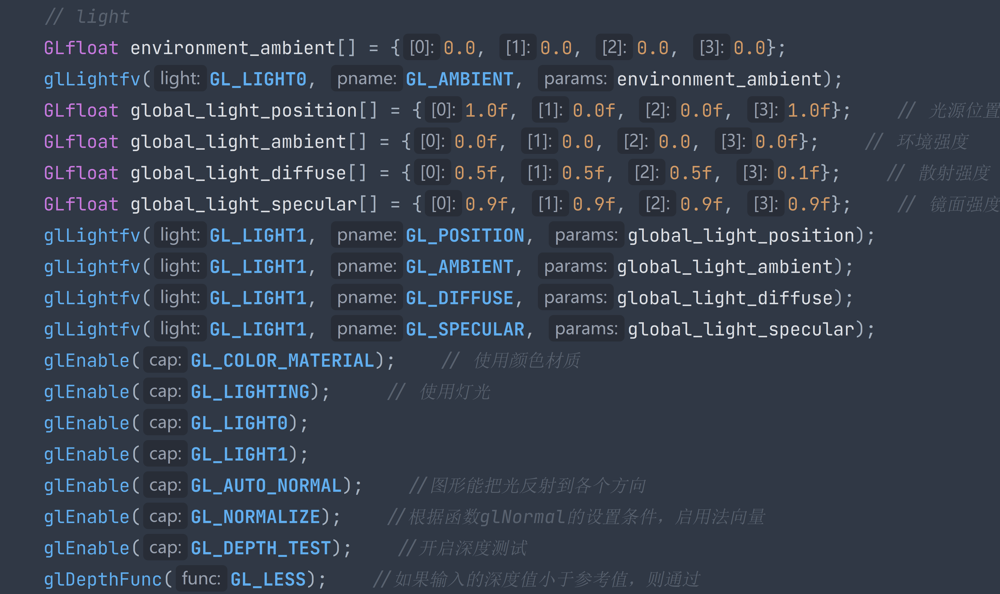 // light
GLfloat environment_ambient[] = {[0]: 0.0, [1]: 0.0, [2]: 0.0, [3]: 0.0};
glLightfv(light: GL_LIGHT0, pname: GL_AMBIENT, params: environment_ambient);
GLfloat global_light_position[] = {[0]: 1.0f, [1]: 0.0f, [2]: 0.0f, [3]: 1.0f}; // 光源位置
GLfloat global_light_ambient[] = {[0]: 0.0f, [1]: 0.0, [2]: 0.0, [3]: 0.0f}; // 环境强度
GLfloat global_light_diffuse[] = {[0]: 0.5f, [1]: 0.5f, [2]: 0.5f, [3]: 0.1f}; // 散射强度
GLfloat global_light_specular[] = {[0]: 0.9f, [1]: 0.9f, [2]: 0.9f, [3]: 0.9f}; // 镜面强度
glLightfv(light: GL_LIGHT1, pname: GL_POSITION, params: global_light_position);
glLightfv(light: GL_LIGHT1, pname: GL_AMBIENT, params: global_light_ambient);
glLightfv(light: GL_LIGHT1, pname: GL_DIFFUSE, params: global_light_diffuse);
glLightfv(light: GL_LIGHT1, pname: GL_SPECULAR, params: global_light_specular);
glEnable(cap: GL_COLOR_MATERIAL); // 使用颜色材质
glEnable(cap: GL_LIGHTING); // 使用灯光
glEnable(cap: GL_LIGHT0);
glEnable(cap: GL_LIGHT1);
glEnable(cap: GL_AUTO_NORMAL); //图形能把光反射到各个方向
glEnable(cap: GL_NORMALIZE); //根据函数glNormal的设置条件，启用法向量
glEnable(cap: GL_DEPTH_TEST); //开启深度测试
glDepthFunc(func: GL_LESS); //如果输入的深度值小于参考值，则通过